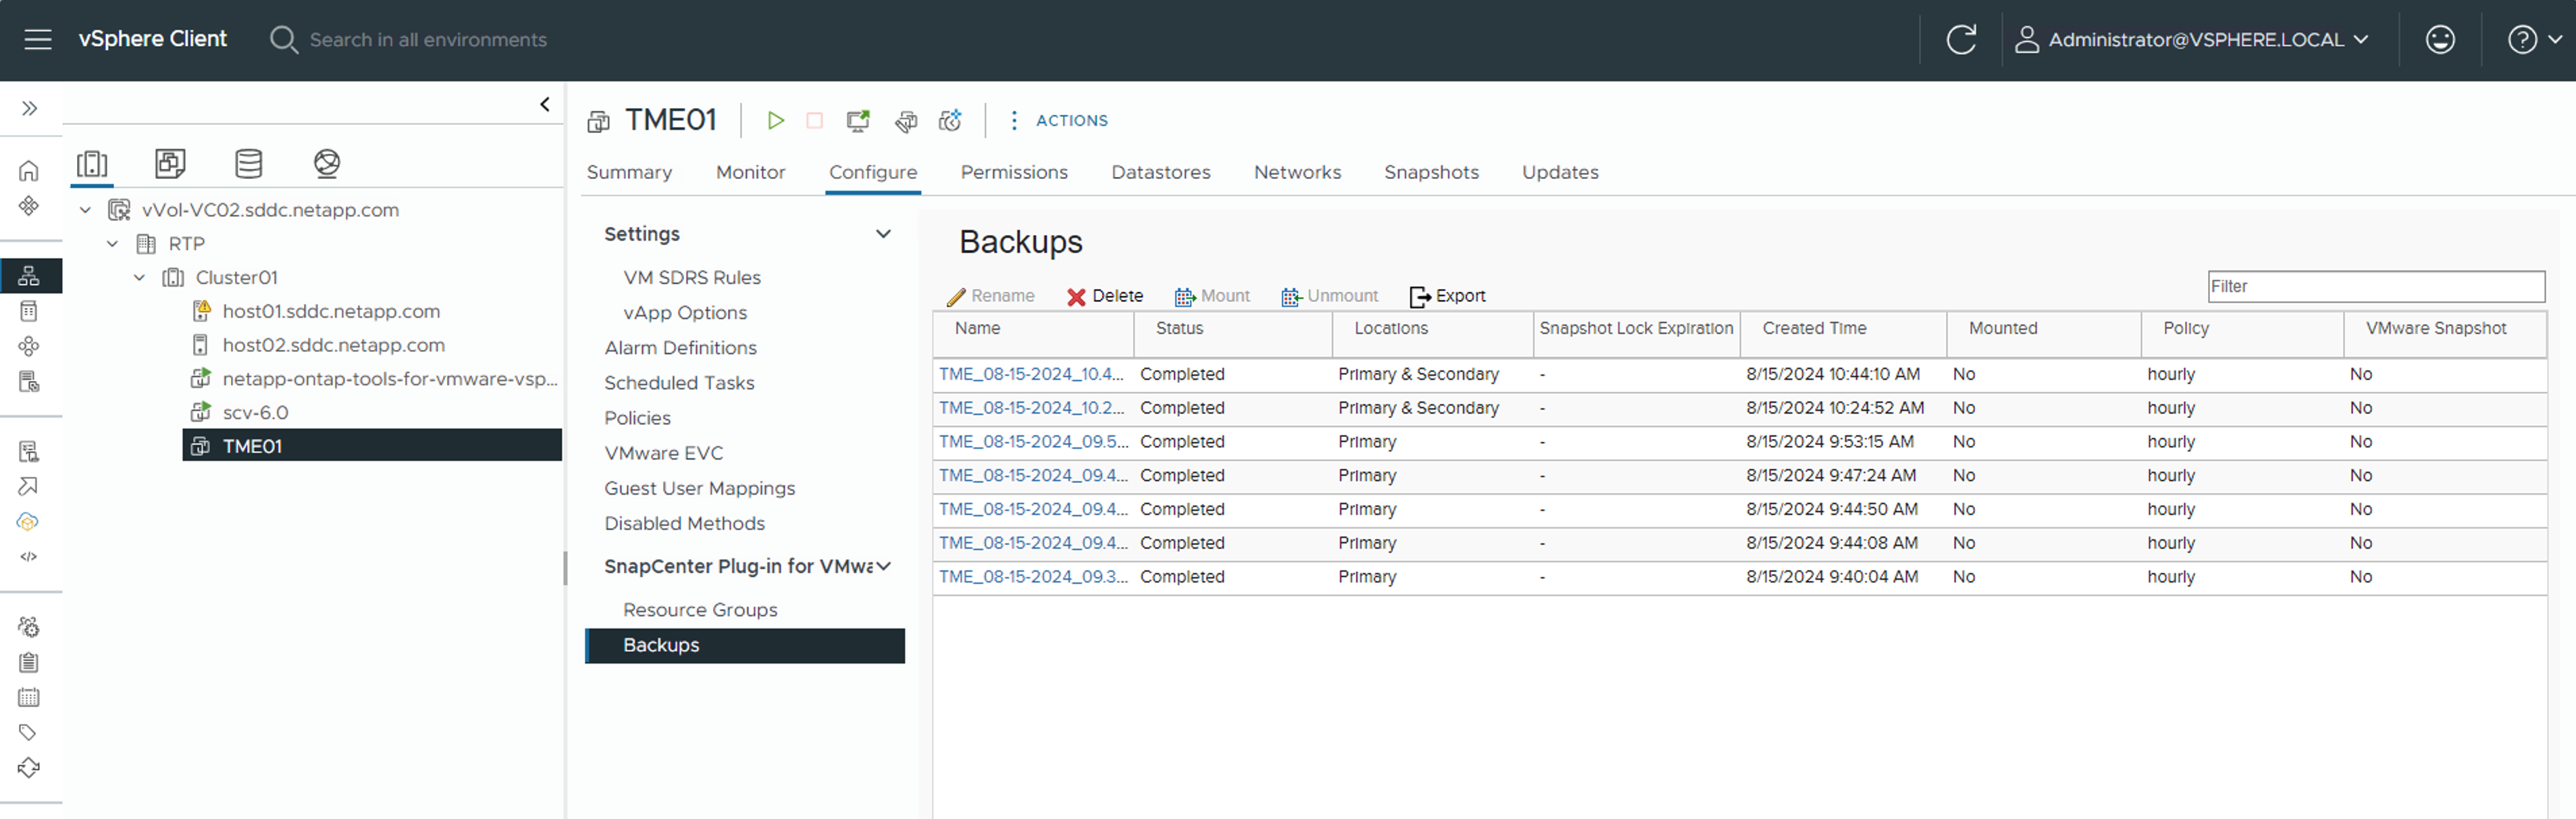 vSphere Client
Search in all environments
Administrator@VSPHERE.LOCAL
vVol-VC02.sddc.netapp.com
RTP
Cluster01
host01.sddc.netapp.com
host02.sddc.netapp.com
netapp-ontap-tools-for-vmware-vsp...
scv-6.0
TME01
TME01
ACTIONS
Summary Monitor Configure Permissions Datastores Networks Snapshots Updates
Settings
VM SDRS Rules
vApp Options
Alarm Definitions
Scheduled Tasks
Policies
VMware EVC
Guest User Mappings
Disabled Methods
SnapCenter Plug-in for VMwa
Resource Groups
Backups
Backups
Rename Delete Mount Unmount Export
Filter
Name Status Locations Snapshot Lock Expiration Created Time Mounted Policy VMware Snapshot
TME_08-15-2024_10.4... Completed Primary & Secondary - 8/15/2024 10:44:10 AM No hourly No
TME_08-15-2024_10.2... Completed Primary & Secondary - 8/15/2024 10:24:52 AM No hourly No
TME_08-15-2024_09.5... Completed Primary - 8/15/2024 9:53:15 AM No hourly No
TME_08-15-2024_09.4... Completed Primary - 8/15/2024 9:47:24 AM No hourly No
TME_08-15-2024_09.4... Completed Primary - 8/15/2024 9:44:50 AM No hourly No
TME_08-15-2024_09.4... Completed Primary - 8/15/2024 9:44:08 AM No hourly No
TME_08-15-2024_09.3... Completed Primary - 8/15/2024 9:40:04 AM No hourly No